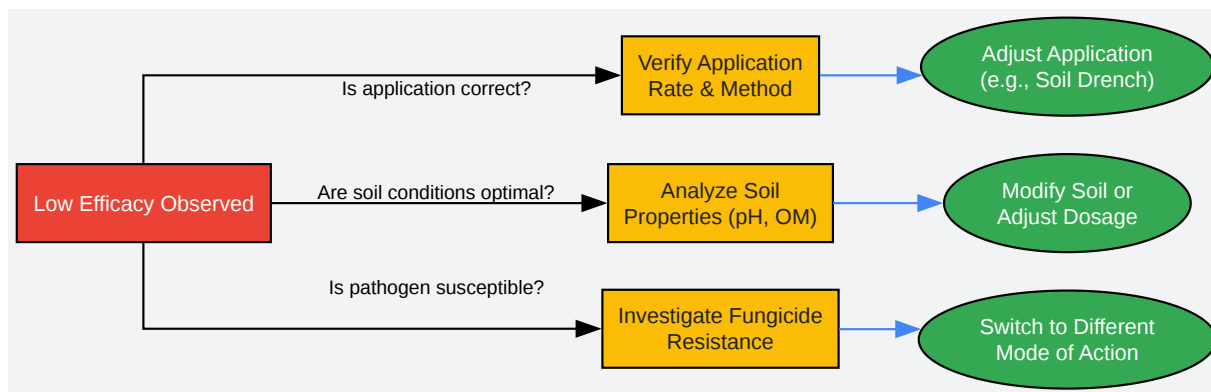 Is application correct?
Verify Application
Rate & Method
Adjust Application
(e.g., Soil Drench)
Low Efficacy Observed
Are soil conditions optimal?
Analyze Soil
Properties (pH, OM)
Modify Soil or
Adjust Dosage
Is pathogen susceptible?
Investigate Fungicide
Resistance
Switch to Different
Mode of Action